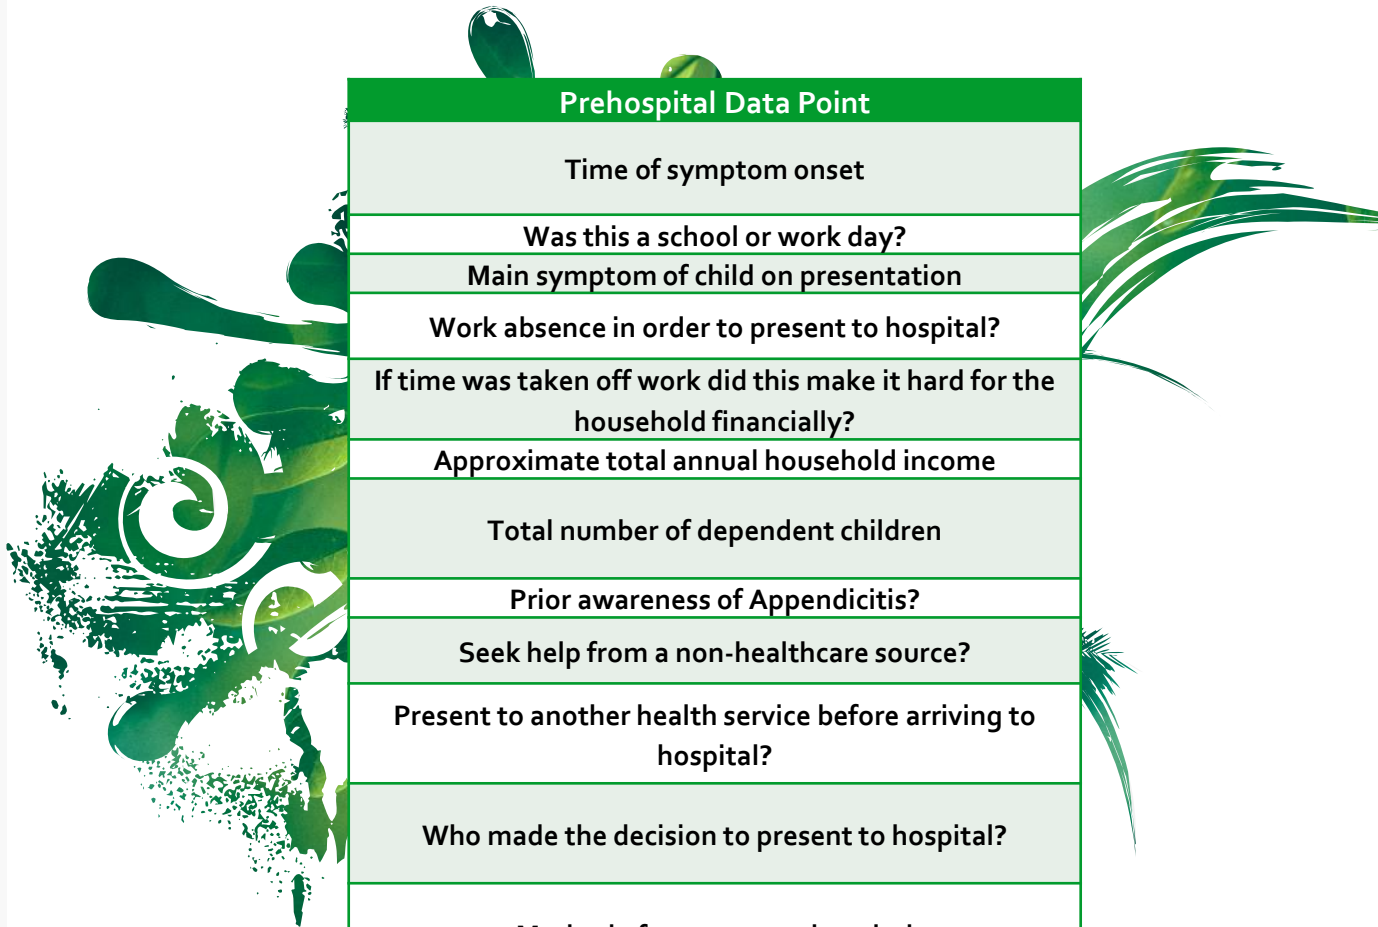 Prehospital Data Point
Time of symptom onset
Was this a school or work day?
Main symptom of child on presentation
Work absence in order to present to hospital?
If time was taken off work did this make it hard for the
household financially?
Approximate total annual household income
Total number of dependent children
Prior awareness of Appendicitis?
Seek help from a non-healthcare source?
Present to another health service before arriving to
hospital?
Who made the decision to present to hospital?